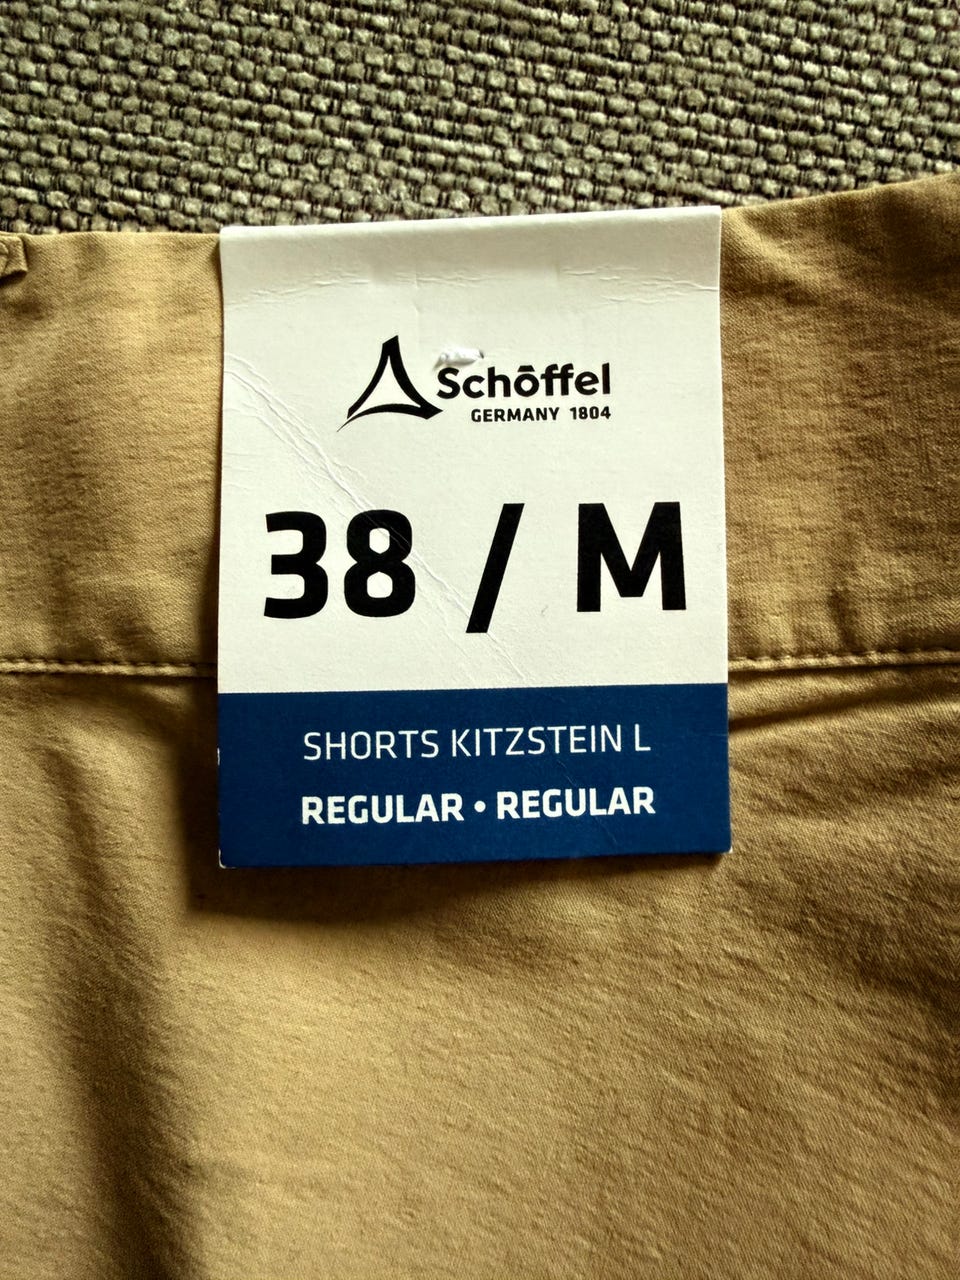 Schöffel
GERMANY 1804
38 / M
SHORTS KITZSTEIN L
REGULAR • REGULAR